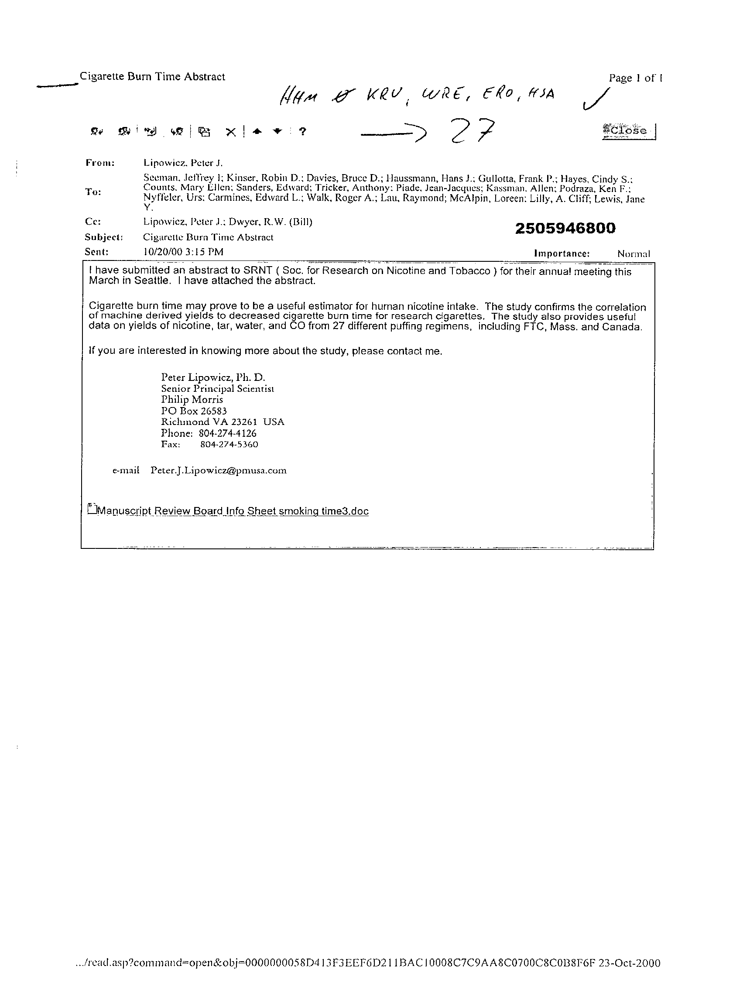 Cigarette Burn Time Abstract
Page 1 of 1
HHM & KRU, WRE, ERO, HSA
→ 27
Close
From: Lipowicz, Peter J.
To: Seeman, Jeffrey I; Kinser, Robin D.; Davies, Bruce D.; Haussmann, Hans J.; Gullotta, Frank P.; Hayes, Cindy S.;
Counts, Mary Ellen; Sanders, Edward; Tricker, Anthony; Piade, Jean-Jacques; Kassman, Allen; Podraza, Ken F.;
Nyffeler, Urs; Carmines, Edward L.; Walk, Roger A.; Lau, Raymond; McAlpin, Loreen; Lilly, A. Cliff; Lewis, Jane
Y.
Cc: Lipowicz, Peter J.; Dwyer, R.W. (Bill)
2505946800
Subject: Cigarette Burn Time Abstract
Sent: 10/20/00 3:15 PM
Importance: Normal
I have submitted an abstract to SRNT ( Soc. for Research on Nicotine and Tobacco ) for their annual meeting this
March in Seattle. I have attached the abstract.
Cigarette burn time may prove to be a useful estimator for human nicotine intake. The study confirms the correlation
of machine derived yields to decreased cigarette burn time for research cigarettes. The study also provides useful
data on yields of nicotine, tar, water, and CO from 27 different puffing regimens, including FTC, Mass. and Canada.
If you are interested in knowing more about the study, please contact me.
Peter Lipowicz, Ph. D.
Senior Principal Scientist
Philip Morris
PO Box 26583
Richmond VA 23261 USA
Phone: 804-274-4126
Fax: 804-274-5360
e-mail Peter.J.Lipowicz@pmusa.com
Manuscript Review Board Info Sheet smoking time3.doc
.../read.asp?command=open&obj=0000000058D413F3EEF6D211BAC10008C7C9AA8C0700C8C0B8F6F 23-Oct-2000